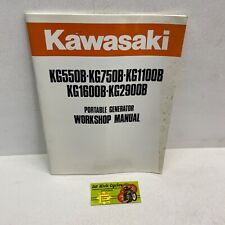 Kawasaki
KG550B·KG750B·KG1100B
KG1600B·KG2900B
PORTABLE GENERATOR
WORKSHOP MANUAL